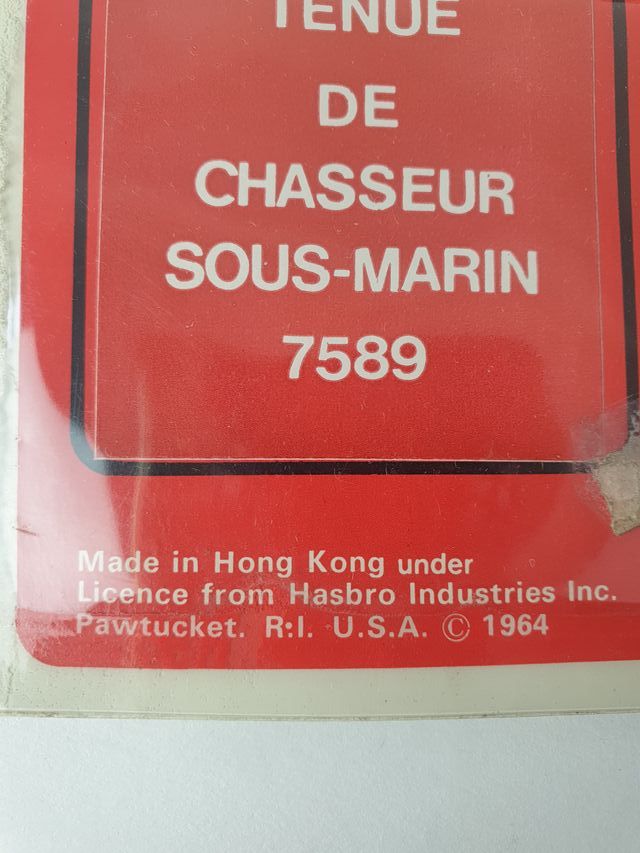 TENUE
DE
CHASSEUR
SOUS-MARIN
7589
Made in Hong Kong under
Licence from Hasbro Industries Inc.
Pawtucket. R.I. U.S.A. © 1964